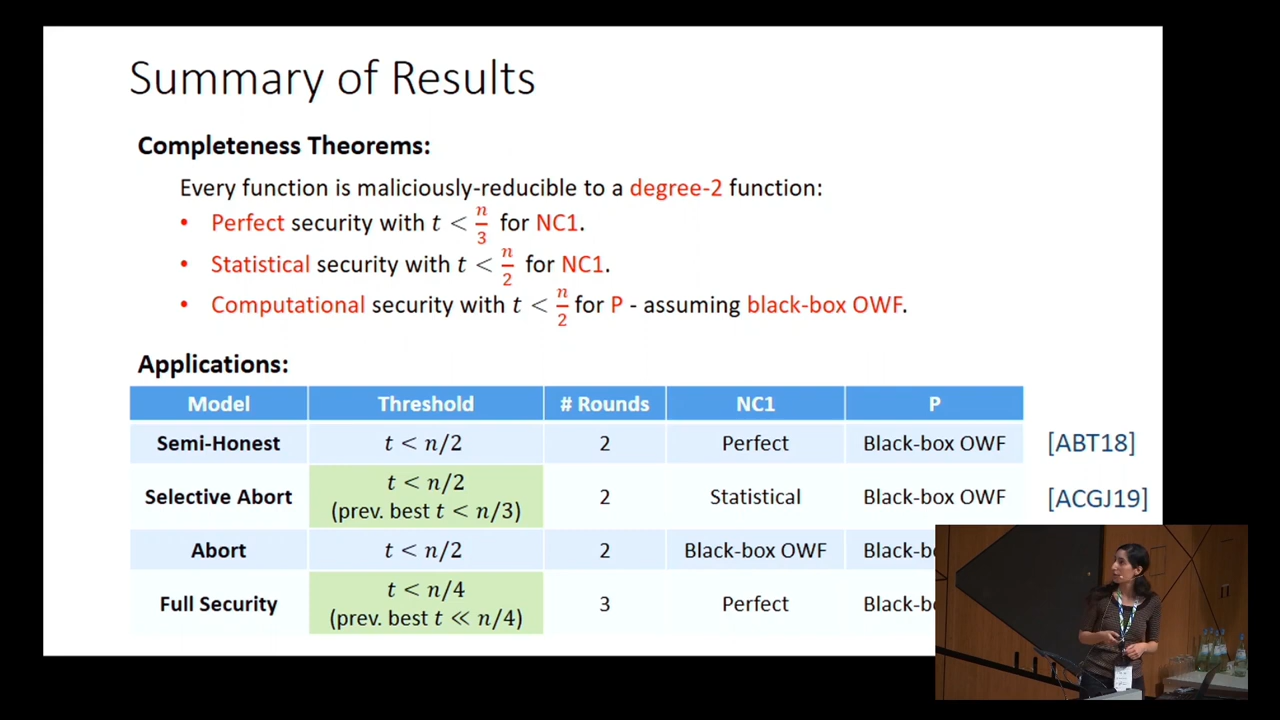 Summary of Results
Completeness Theorems:
Every function is maliciously-reducible to a degree-2 function:
• Perfect security with t < n/3 for NC1.
• Statistical security with t < n/2 for NC1.
• Computational security with t < n/2 for P - assuming black-box OWF.
Applications:
Model Threshold # Rounds NC1 P
Semi-Honest t < n/2 2 Perfect Black-box OWF [ABT18]
Selective Abort t < n/2 (prev. best t < n/3) 2 Statistical Black-box OWF [ACGJ19]
Abort t < n/2 2 Black-box OWF Black-b
Full Security t < n/4 (prev. best t ≪ n/4) 3 Perfect Black-b